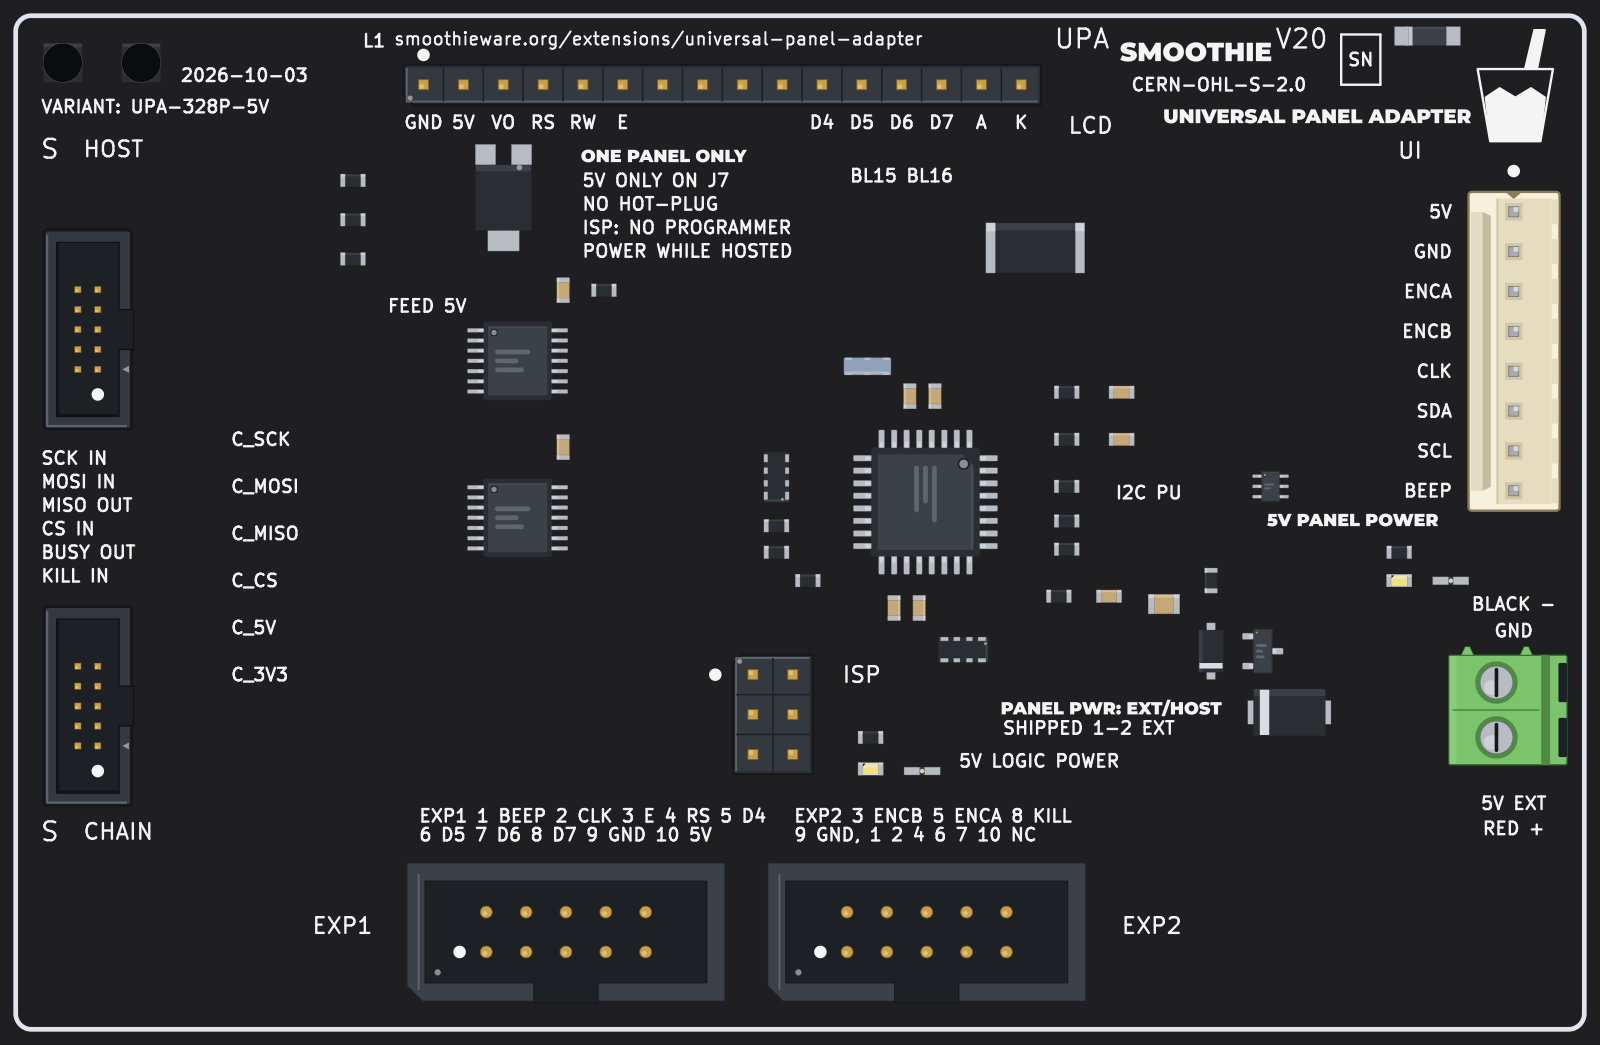 L1 smoothieware.org/extensions/universal-panel-adapter
UPA SMOOTHIE V20
SN
2026-10-03
CERN-OHL-S-2.0
VARIANT: UPA-328P-5V
UNIVERSAL PANEL ADAPTER
GND 5V VO RS RW E D4 D5 D6 D7 A K
LCD
S HOST
UI
ONE PANEL ONLY
5V ONLY ON J7
NO HOT-PLUG
ISP: NO PROGRAMMER
POWER WHILE HOSTED
BL15 BL16
FEED 5V
5V
GND
ENCA
ENCB
CLK
SDA
SCL
BEEP
5V PANEL POWER
I2C PU
SCK IN
MOSI IN
MISO OUT
CS IN
BUSY OUT
KILL IN
C_SCK
C_MOSI
C_MISO
C_CS
C_5V
C_3V3
BLACK -
GND
ISP
PANEL PWR: EXT/HOST
SHIPPED 1-2 EXT
5V LOGIC POWER
5V EXT
RED +
S CHAIN
EXP1 1 BEEP 2 CLK 3 E 4 RS 5 D4
6 D5 7 D6 8 D7 9 GND 10 5V
EXP2 3 ENCB 5 ENCA 8 KILL
9 GND, 1 2 4 6 7 10 NC
EXP1
EXP2